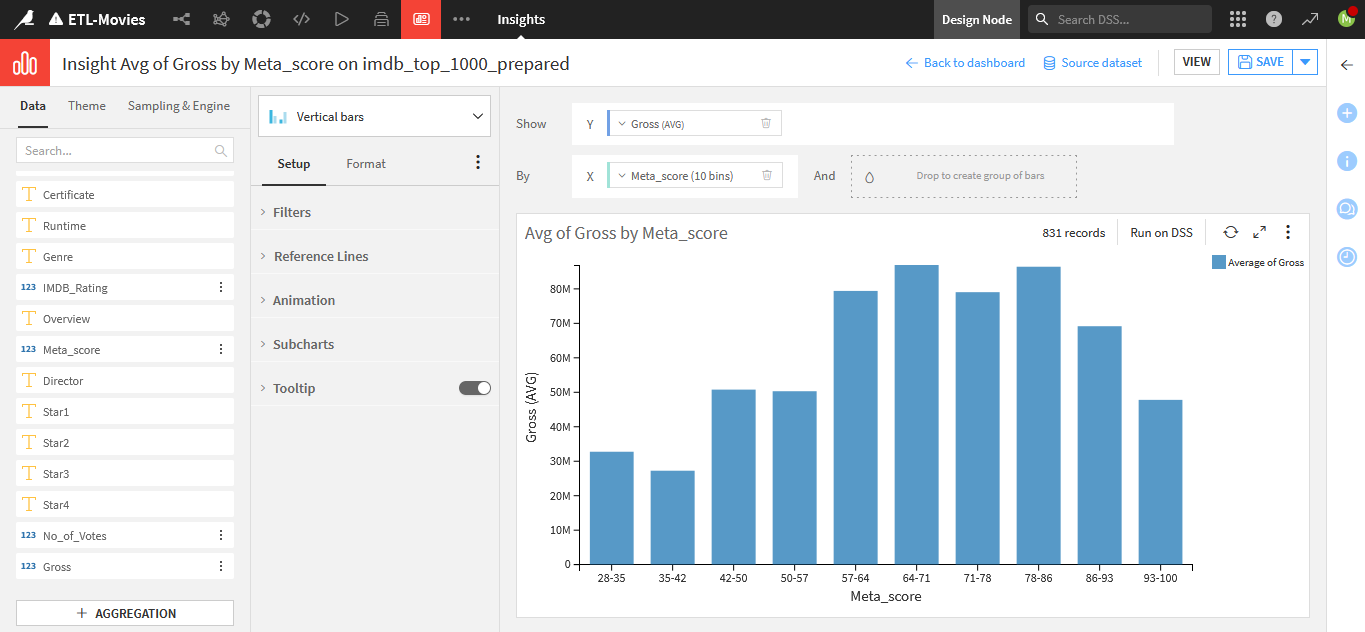 ETL-Movies
Insights
Design Node
Search DSS...
?
M
Insight Avg of Gross by Meta_score on imdb_top_1000_prepared
Back to dashboard
Source dataset
VIEW
SAVE
Data
Theme
Sampling & Engine
Search...
T Certificate
T Runtime
T Genre
123 IMDB_Rating
T Overview
123 Meta_score
T Director
T Star1
T Star2
T Star3
T Star4
123 No_of_Votes
123 Gross
+ AGGREGATION
Vertical bars
Setup
Format
Filters
Reference Lines
Animation
Subcharts
Tooltip
Show
Y
Gross (AVG)
By
X
Meta_score (10 bins)
And
Drop to create group of bars
Avg of Gross by Meta_score
831 records
Run on DSS
Average of Gross
Gross (AVG)
80M
70M
60M
50M
40M
30M
20M
10M
0
28-35 35-42 42-50 50-57 57-64 64-71 71-78 78-86 86-93 93-100
Meta_score